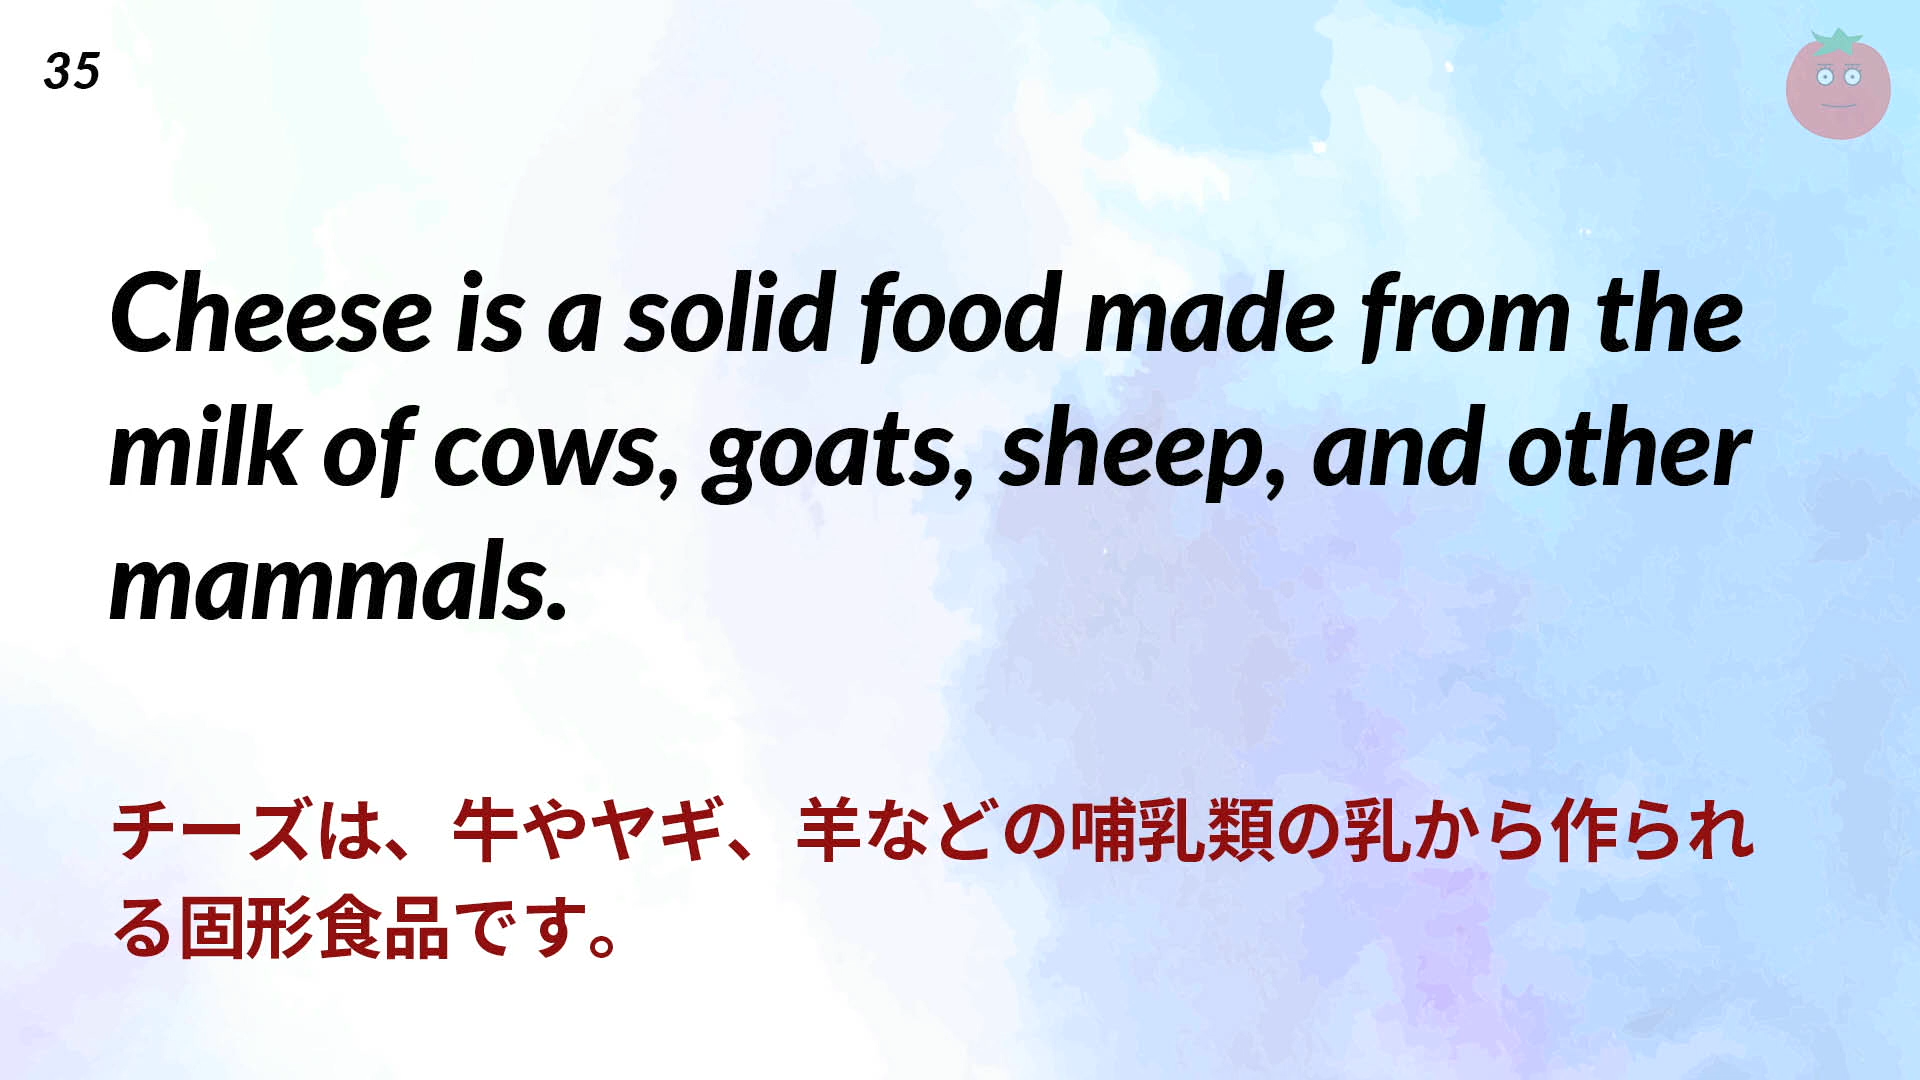 35
Cheese is a solid food made from the
milk of cows, goats, sheep, and other
mammals.
チーズは、牛やヤギ、羊などの哺乳類の乳から作られ
る固形食品です。